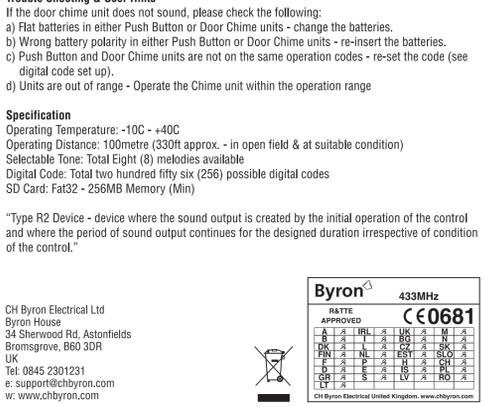 Trouble Shooting & User Hints
If the door chime unit does not sound, please check the following:
a) Flat batteries in either Push Button or Door Chime units - change the batteries.
b) Wrong battery polarity in either Push Button or Door Chime units - re-insert the batteries.
c) Push Button and Door Chime units are not on the same operation codes - re-set the code (see
digital code set up).
d) Units are out of range - Operate the Chime unit within the operation range
Specification
Operating Temperature: -10C - +40C
Operating Distance: 100metre (330ft approx. - in open field & at suitable condition)
Selectable Tone: Total Eight (8) melodies available
Digital Code: Total two hundred fifty six (256) possible digital codes
SD Card: Fat32 - 256MB Memory (Min)
“Type R2 Device - device where the sound output is created by the initial operation of the control
and where the period of sound output continues for the designed duration irrespective of condition
of the control.”
CH Byron Electrical Ltd
Byron House
34 Sherwood Rd, Astonfields
Bromsgrove, B60 3DR
UK
Tel: 0845 2301231
e: support@chbyron.com
w: www.chbyron.com
Byron
433MHz
R&TTE
APPROVED
CE0681
A IRL UK M
B I BG N
DK L CZ SK
FIN NL EST SLO
F P H CH
D E IS PL
GR S LV RO
LT
CH Byron Electrical United Kingdom. www.chbyron.com